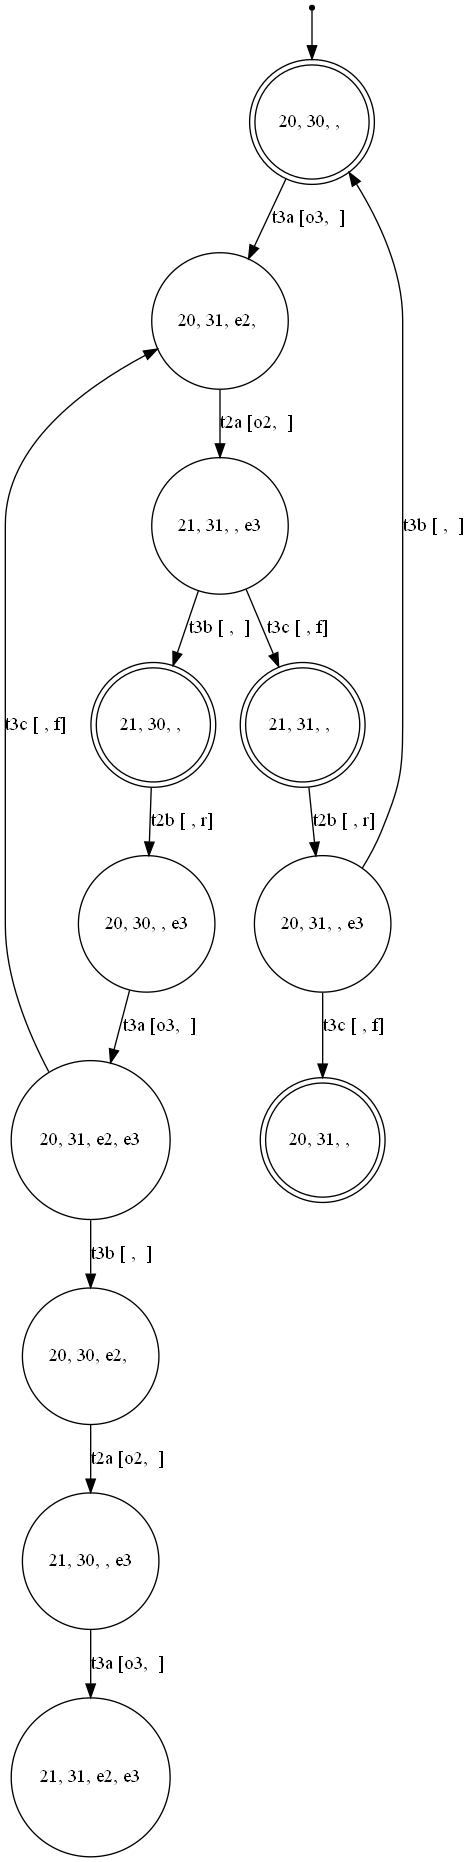 20, 30, ,
t3a [o3,  ]
20, 31, e2,
t2a [o2,  ]
t3c [ , f]
t3b [ ,  ]
21, 31, , e3
t3b [ ,  ]
t3c [ , f]
21, 30, ,
21, 31, ,
t2b [ , r]
t2b [ , r]
20, 30, , e3
20, 31, , e3
t3a [o3,  ]
t3c [ , f]
20, 31, e2, e3
20, 31, ,
t3b [ ,  ]
20, 30, e2,
t2a [o2,  ]
21, 30, , e3
t3a [o3,  ]
21, 31, e2, e3